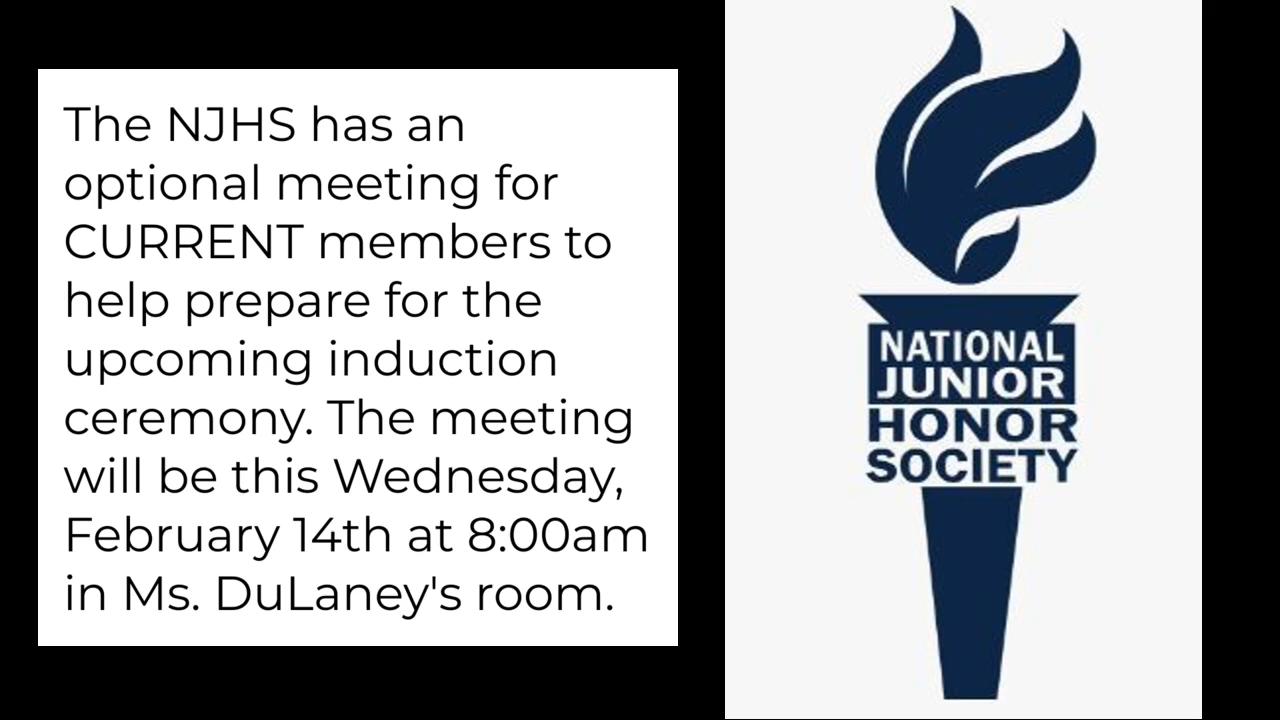 The NJHS has an
optional meeting for
CURRENT members to
help prepare for the
upcoming induction
ceremony. The meeting
will be this Wednesday,
February 14th at 8:00am
in Ms. DuLaney's room.
NATIONAL
JUNIOR
HONOR
SOCIETY